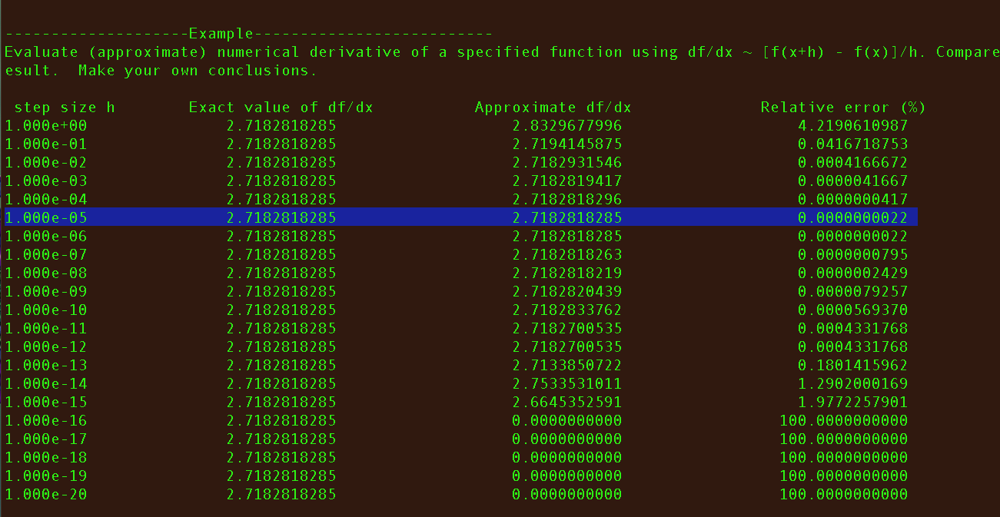 --------------------Example--------------------------
Evaluate (approximate) numerical derivative of a specified function using df/dx ~ [f(x+h) - f(x)]/h. Compare
esult.  Make your own conclusions.
step size h Exact value of df/dx Approximate df/dx Relative error (%)
1.000e+00 2.7182818285 2.8329677996 4.2190610987
1.000e-01 2.7182818285 2.7194145875 0.0416718753
1.000e-02 2.7182818285 2.7182931546 0.0004166672
1.000e-03 2.7182818285 2.7182819417 0.0000041667
1.000e-04 2.7182818285 2.7182818296 0.0000000417
1.000e-05 2.7182818285 2.7182818285 0.0000000022
1.000e-06 2.7182818285 2.7182818285 0.0000000022
1.000e-07 2.7182818285 2.7182818263 0.0000000795
1.000e-08 2.7182818285 2.7182818219 0.0000002429
1.000e-09 2.7182818285 2.7182820439 0.0000079257
1.000e-10 2.7182818285 2.7182833762 0.0000569370
1.000e-11 2.7182818285 2.7182700535 0.0004331768
1.000e-12 2.7182818285 2.7182700535 0.0004331768
1.000e-13 2.7182818285 2.7133850722 0.1801415962
1.000e-14 2.7182818285 2.7533531011 1.2902000169
1.000e-15 2.7182818285 2.6645352591 1.9772257901
1.000e-16 2.7182818285 0.0000000000 100.0000000000
1.000e-17 2.7182818285 0.0000000000 100.0000000000
1.000e-18 2.7182818285 0.0000000000 100.0000000000
1.000e-19 2.7182818285 0.0000000000 100.0000000000
1.000e-20 2.7182818285 0.0000000000 100.0000000000